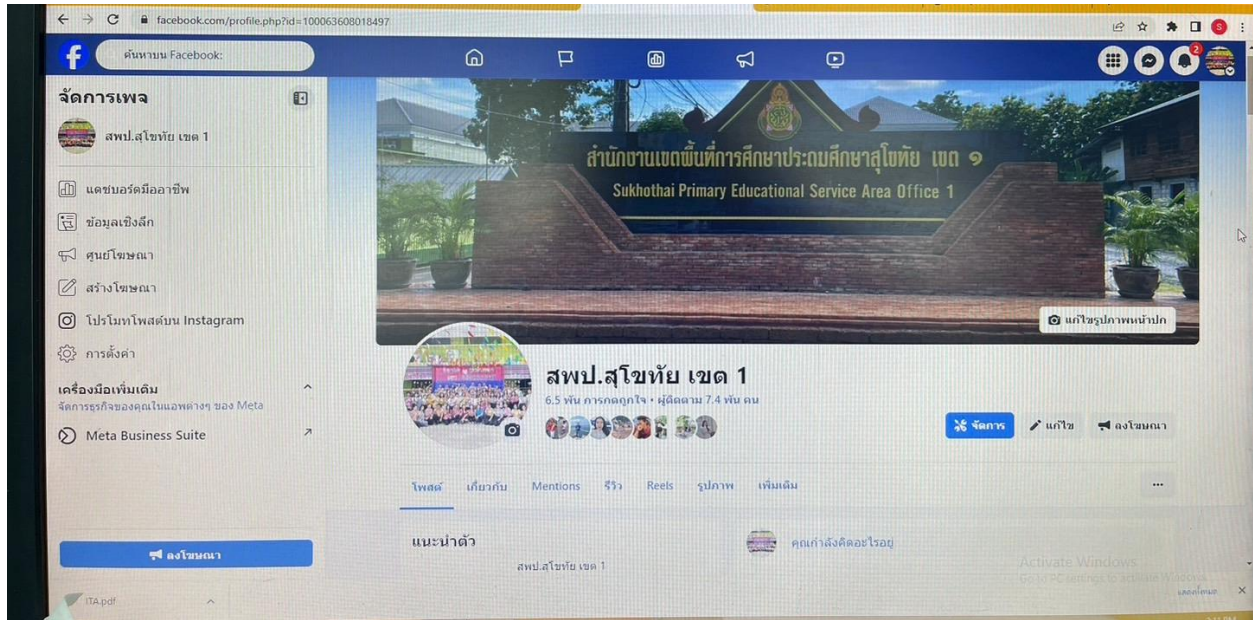 facebook.com/profile.php?id=100063608018497
S
ค้นหาบน Facebook:
2
จัดการเพจ
สพป.สุโขทัย เขต 1
แดชบอร์ดมืออาชีพ
ข้อมูลเชิงลึก
ศูนย์โฆษณา
สร้างโฆษณา
โปรโมทโพสต์บน Instagram
การตั้งค่า
เครื่องมือเพิ่มเติม
จัดการธุรกิจของคุณในแอพต่างๆ ของ Meta
Meta Business Suite
ลงโฆษณา
สำนักงานเขตพื้นที่การศึกษาประถมศึกษาสุโขทัย เขต ๑
Sukhothai Primary Educational Service Area Office 1
แก้ไขรูปภาพหน้าปก
สพป.สุโขทัย เขต 1
6.5 พัน การกดถูกใจ • ผู้ติดตาม 7.4 พัน คน
จัดการ
แก้ไข
ลงโฆษณา
โพสต์ เกี่ยวกับ Mentions รีวิว Reels รูปภาพ เพิ่มเติม
แนะนำตัว
คุณกำลังคิดอะไรอยู่
สพป.สุโขทัย เขต 1
Activate Windows
Go to PC settings to activate Windows.
ITA.pdf